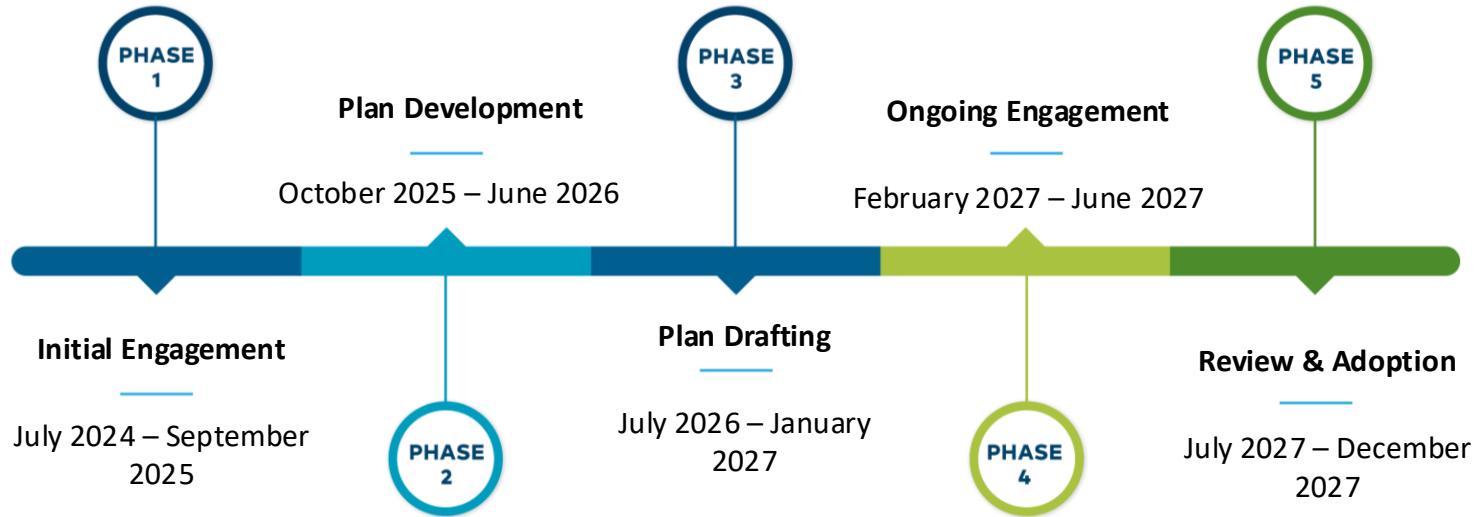 PHASE
1
Initial Engagement
July 2024 – September
2025
Plan Development
October 2025 – June 2026
PHASE
2
PHASE
3
Plan Drafting
July 2026 – January
2027
Ongoing Engagement
February 2027 – June 2027
PHASE
4
PHASE
5
Review & Adoption
July 2027 – December
2027